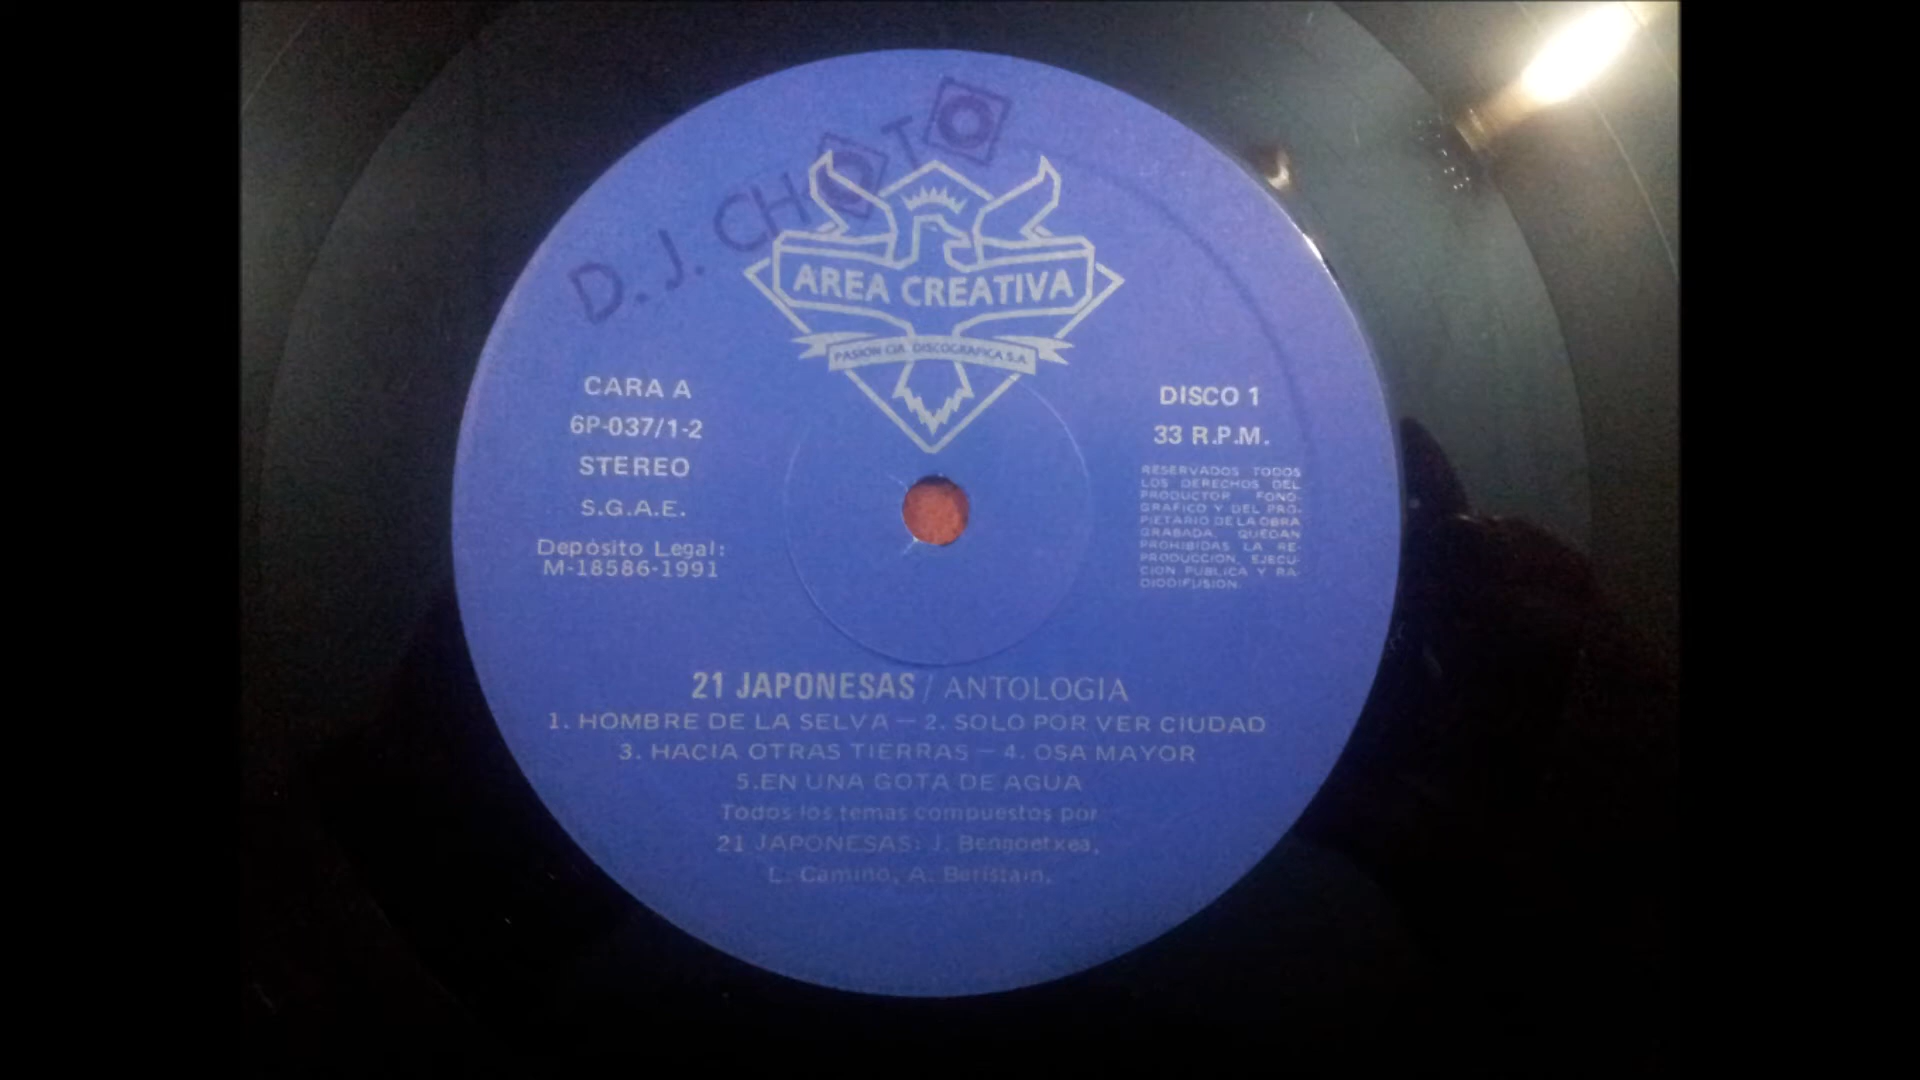 D. J. CHOTO
AREA CREATIVA
PASION CIA. DISCOGRAFICA S.A.
CARA A
6P-037/1-2
STEREO
S.G.A.E.
Depósito Legal:
M-18586-1991
DISCO 1
33 R.P.M.
RESERVADOS TODOS
LOS DERECHOS DEL
PRODUCTOR FONO-
GRAFICO Y DEL PRO-
PIETARIO DE LA OBRA
GRABADA. QUEDAN
PROHIBIDAS LA RE-
PRODUCCION, EJECU-
CION PUBLICA Y RA-
DIODIFUSION.
21 JAPONESAS / ANTOLOGIA
1. HOMBRE DE LA SELVA — 2. SOLO POR VER CIUDAD
3. HACIA OTRAS TIERRAS — 4. OSA MAYOR
5.EN UNA GOTA DE AGUA
Todos los temas compuestos por
21 JAPONESAS: J. Bengoetxea,
L. Camino, A. Beristain.